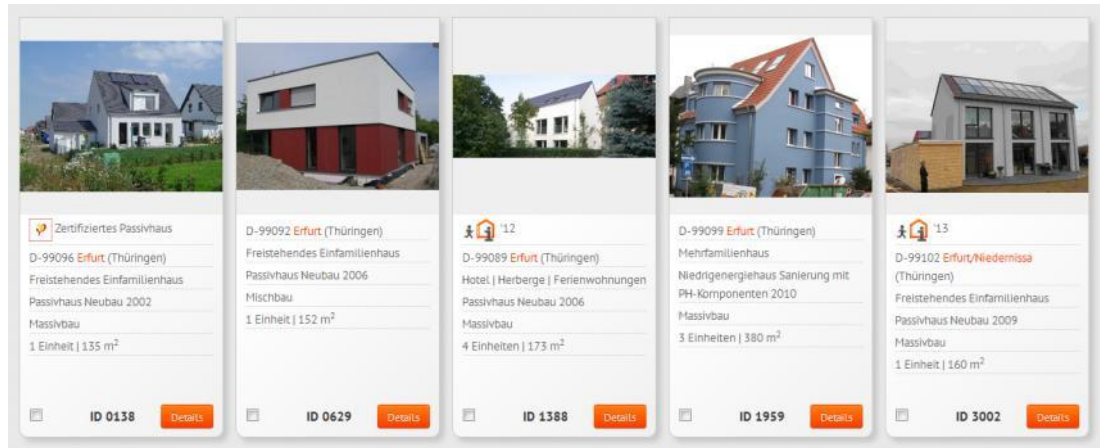 Zertifiziertes Passivhaus
D-99096 Erfurt (Thüringen)
Freistehendes Einfamilienhaus
Passivhaus Neubau 2002
Massivbau
1 Einheit | 135 m²
ID 0138
Details
D-99092 Erfurt (Thüringen)
Freistehendes Einfamilienhaus
Passivhaus Neubau 2006
Mischbau
1 Einheit | 152 m²
ID 0629
Details
'12
D-99089 Erfurt (Thüringen)
Hotel | Herberge | Ferienwohnungen
Passivhaus Neubau 2006
Massivbau
4 Einheiten | 173 m²
ID 1388
Details
D-99099 Erfurt (Thüringen)
Mehrfamilienhaus
Niedrigenergiehaus Sanierung mit
PH-Komponenten 2010
Massivbau
3 Einheiten | 380 m²
ID 1959
Details
'13
D-99102 Erfurt/Niedernissa
(Thüringen)
Freistehendes Einfamilienhaus
Passivhaus Neubau 2009
Massivbau
1 Einheit | 160 m²
ID 3002
Details